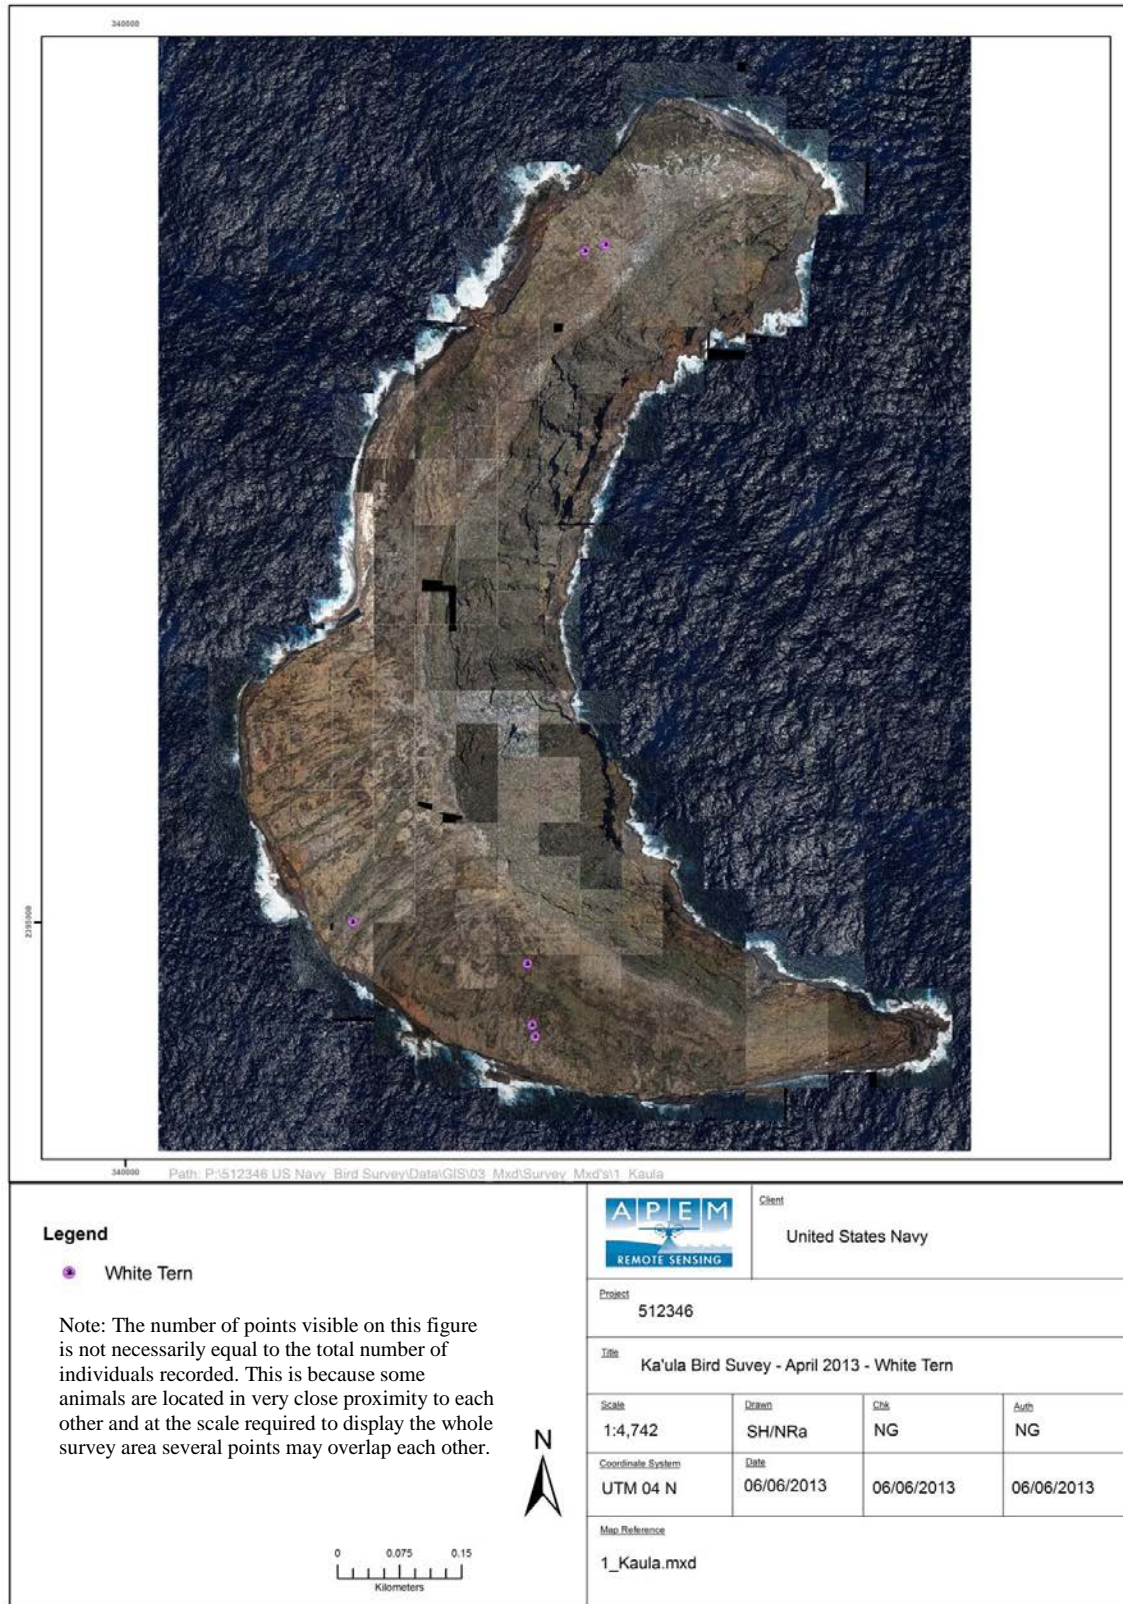 340000
2395000
340000
Path: P:\512346 US Navy_Bird Survey\Data\GIS\03_Mxd\Survey_Mxd's\1_Kaula
Legend
White Tern
Note: The number of points visible on this figure
is not necessarily equal to the total number of
individuals recorded. This is because some
animals are located in very close proximity to each
other and at the scale required to display the whole
survey area several points may overlap each other.
N
0 0.075 0.15
Kilometers
APEM
REMOTE SENSING
Client
United States Navy
Project
512346
Title
Ka'ula Bird Suvey - April 2013 - White Tern
Scale
1:4,742
Drawn
SH/NRa
Chk
NG
Auth
NG
Coordinate System
UTM 04 N
Date
06/06/2013
06/06/2013
06/06/2013
Map Reference
1_Kaula.mxd